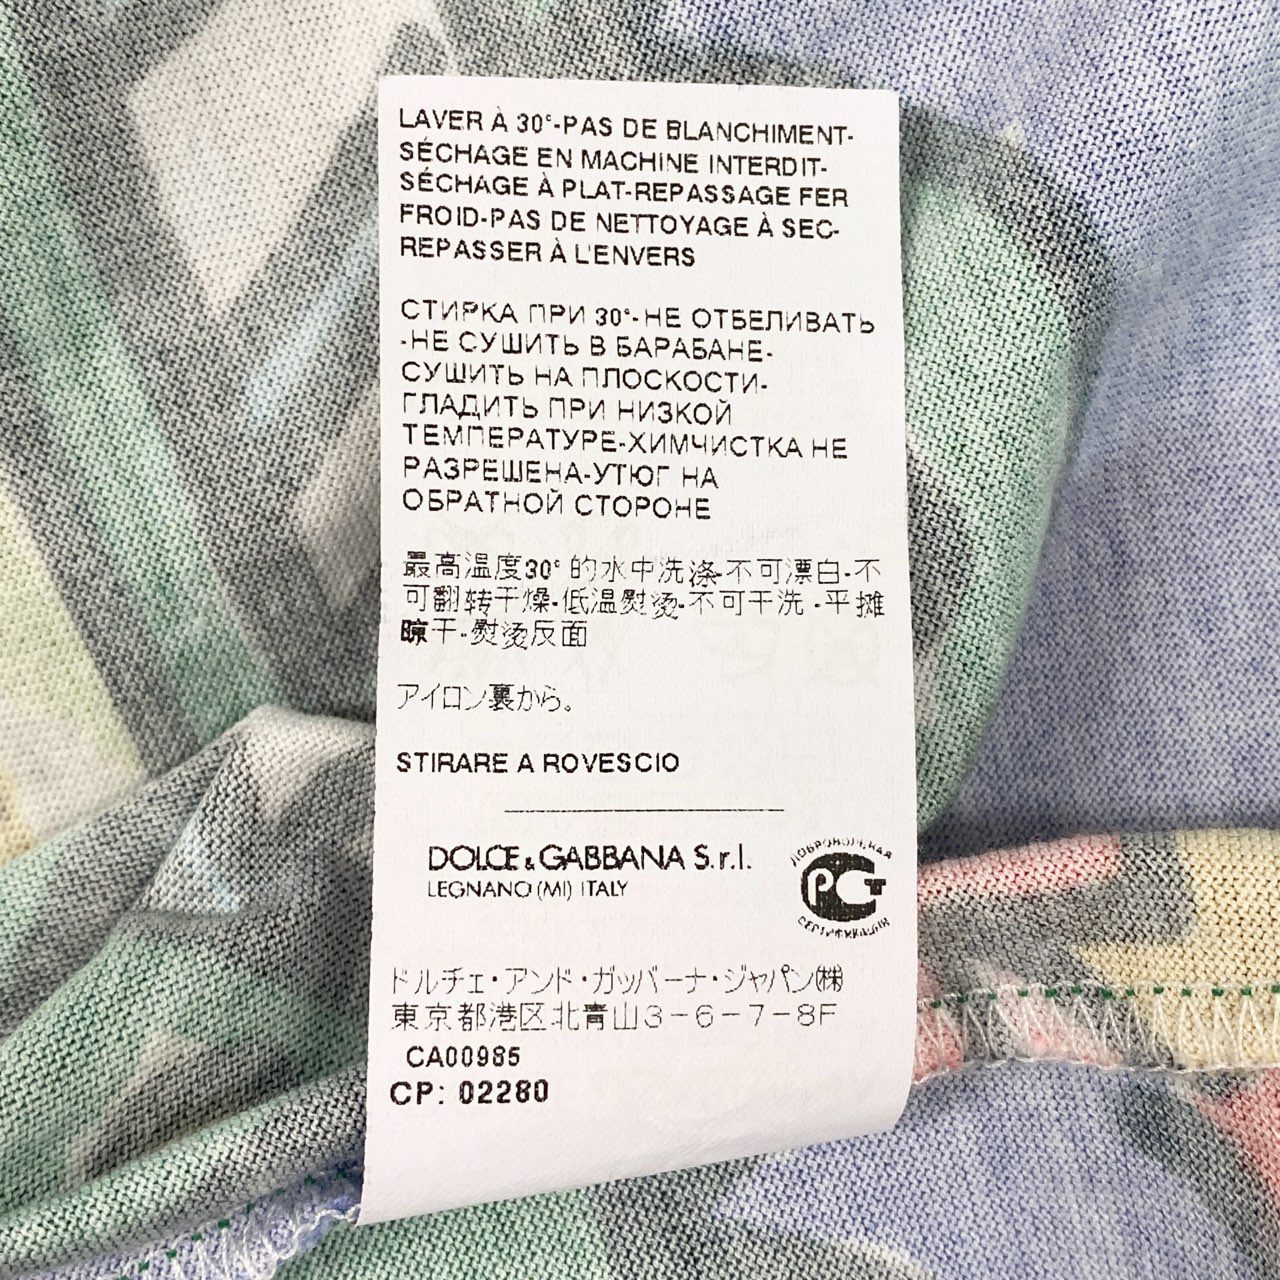 LAVER À 30°-PAS DE BLANCHIMENT-
SÉCHAGE EN MACHINE INTERDIT-
SÉCHAGE À PLAT-REPASSAGE FER
FROID-PAS DE NETTOYAGE À SEC-
REPASSER À L'ENVERS
СТИРКА ПРИ 30°-НЕ ОТБЕЛИВАТЬ
-НЕ СУШИТЬ В БАРАБАНЕ-
СУШИТЬ НА ПЛОСКОСТИ-
ГЛАДИТЬ ПРИ НИЗКОЙ
ТЕМПЕРАТУРЕ-ХИМЧИСТКА НЕ
РАЗРЕШЕНА-УТЮГ НА
ОБРАТНОЙ СТОРОНЕ
最高温度30°的水中洗涤-不可漂白-不
可翻转干燥-低温熨烫-不可干洗-平摊
晾干-熨烫反面
アイロン裏から。
STIRARE A ROVESCIO
DOLCE & GABBANA S.r.l.
LEGNANO (MI) ITALY
ДОБРОВОЛЬНАЯ
РСТ
СЕРТИФИКАЦИЯ
ドルチェ・アンド・ガッバーナ・ジャパン㈱
東京都港区北青山3-6-7-8F
CA00985
CP: 02280